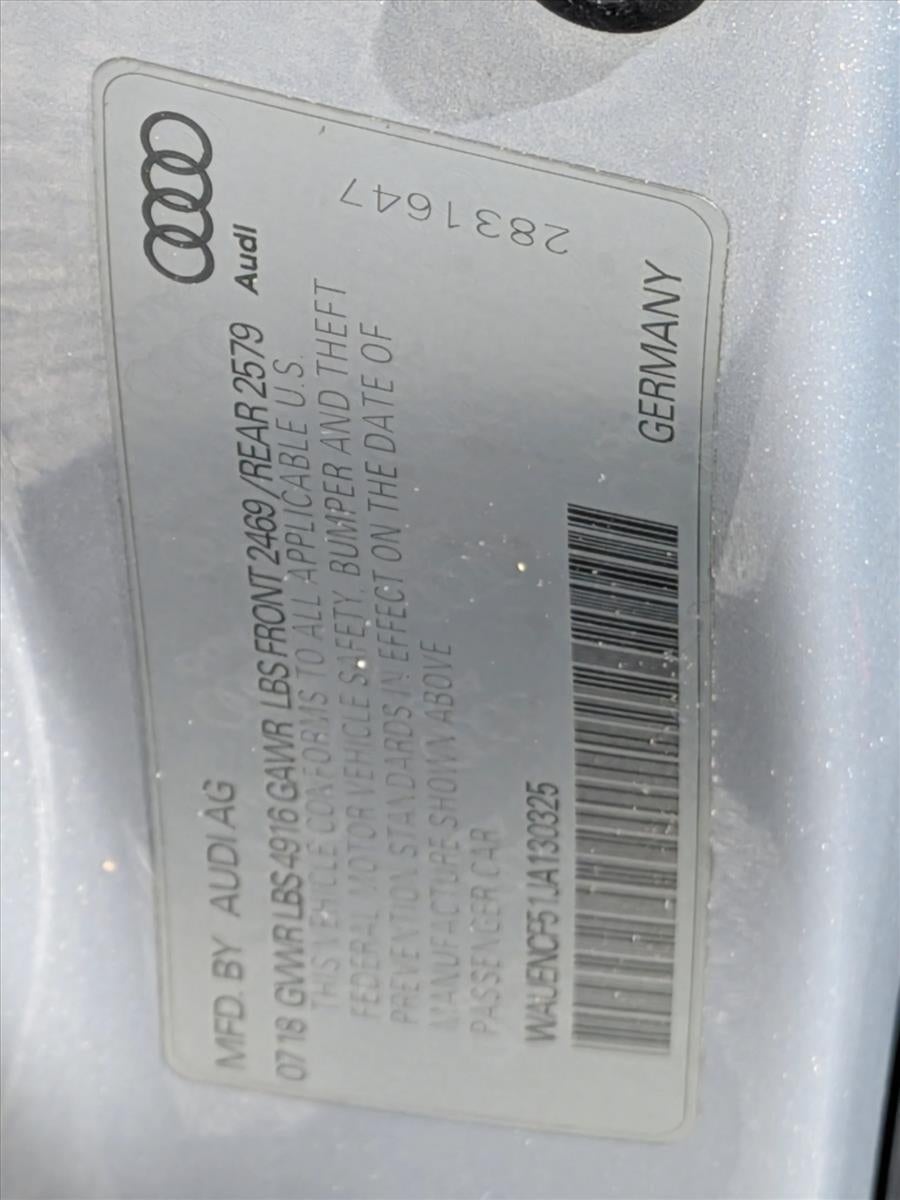 Audi
2831647
MFD. BY AUDI AG
0718 GVWR LBS 4916 GAWR LBS FRONT 2469/REAR 2579
THIS VEHICLE CONFORMS TO ALL APPLICABLE U.S.
FEDERAL MOTOR VEHICLE SAFETY, BUMPER AND THEFT
PREVENTION STANDARDS IN EFFECT ON THE DATE OF
MANUFACTURE SHOWN ABOVE
PASSENGER CAR
WAUENCF51JA130325
GERMANY